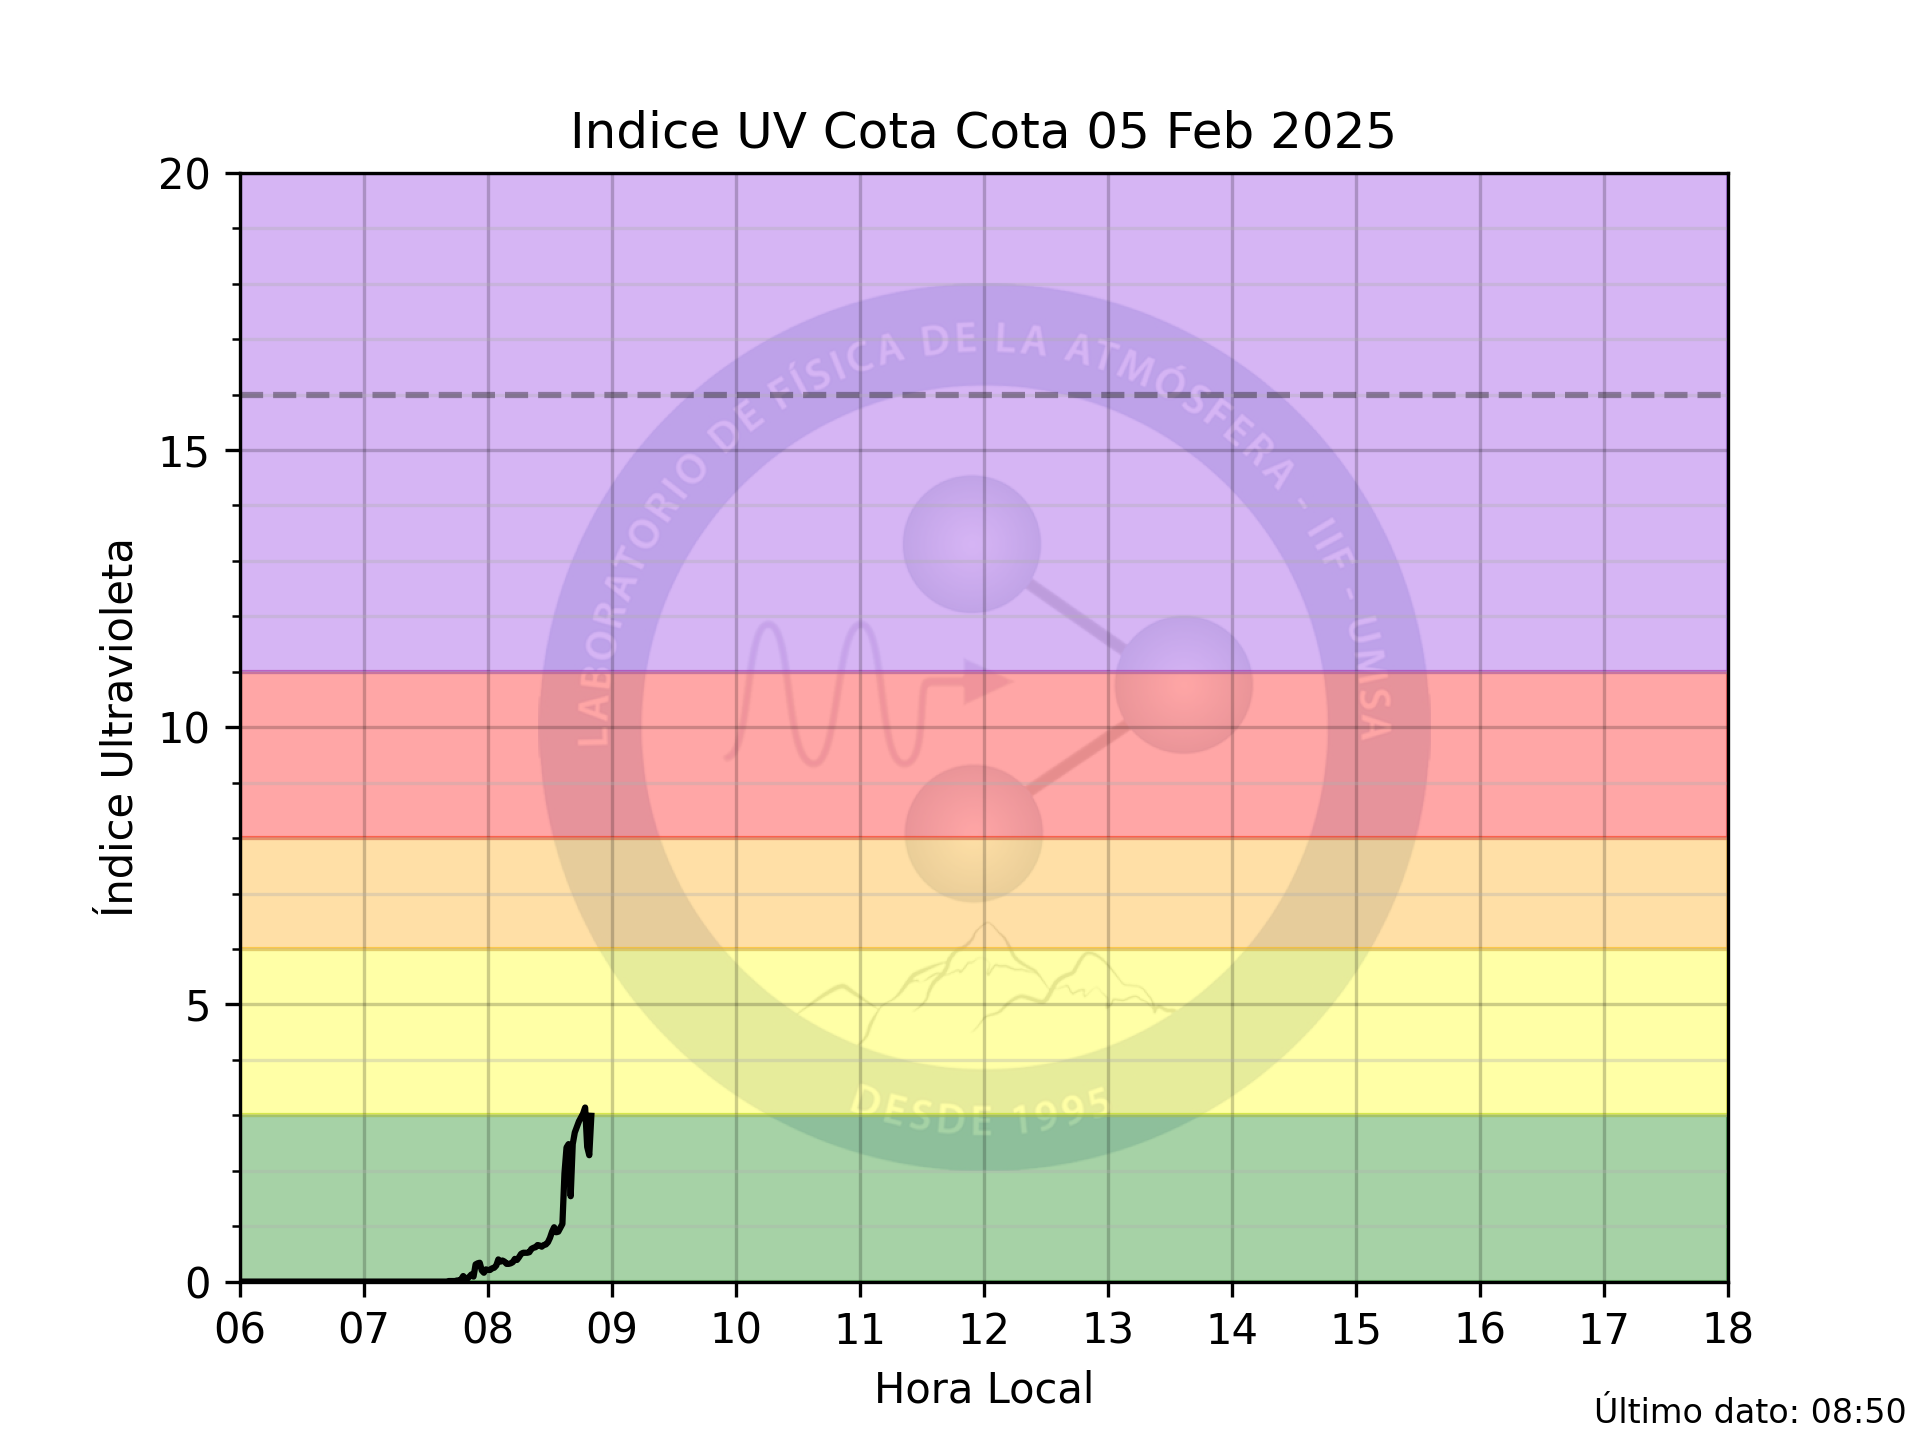 Indice UV Cota Cota 05 Feb 2025
20
15
10
5
0
Índice Ultravioleta
LABORATORIO DE FÍSICA DE LA ATMÓSFERA - IIF - UMSA
DESDE 1995
06 07 08 09 10 11 12 13 14 15 16 17 18
Hora Local
Último dato: 08:50